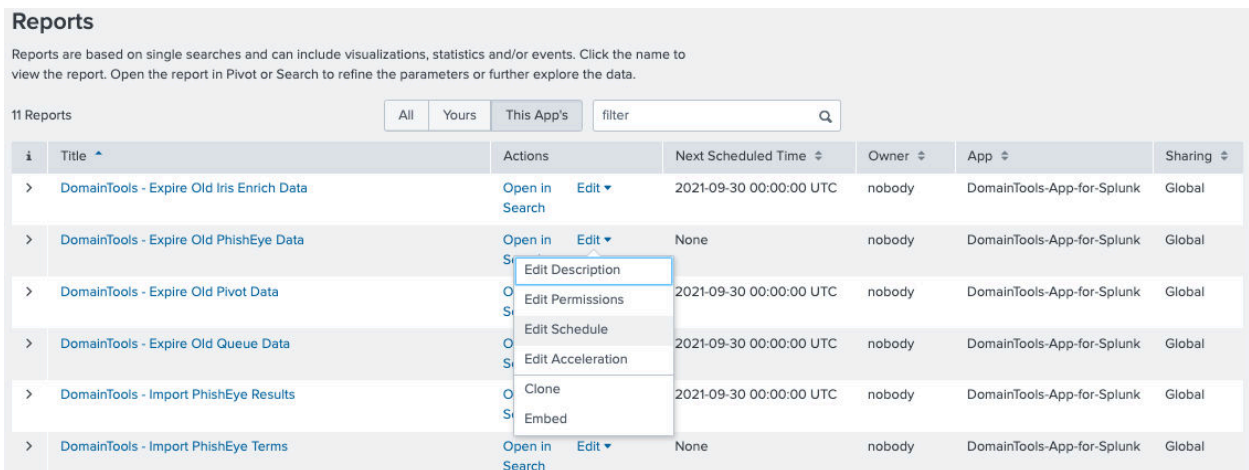 Reports
Reports are based on single searches and can include visualizations, statistics and/or events. Click the name to
view the report. Open the report in Pivot or Search to refine the parameters or further explore the data.
11 Reports All Yours This App's filter
i Title Actions Next Scheduled Time Owner App Sharing
DomainTools - Expire Old Iris Enrich Data Open in Edit 2021-09-30 00:00:00 UTC nobody DomainTools-App-for-Splunk Global
Search
DomainTools - Expire Old PhishEye Data Open in Edit None nobody DomainTools-App-for-Splunk Global
Edit Description
DomainTools - Expire Old Pivot Data 2021-09-30 00:00:00 UTC nobody DomainTools-App-for-Splunk Global
Edit Permissions
Edit Schedule
DomainTools - Expire Old Queue Data 2021-09-30 00:00:00 UTC nobody DomainTools-App-for-Splunk Global
Edit Acceleration
DomainTools - Import PhishEye Results Clone 2021-09-30 00:00:00 UTC nobody DomainTools-App-for-Splunk Global
Embed
DomainTools - Import PhishEye Terms Open in Edit None nobody DomainTools-App-for-Splunk Global
Search